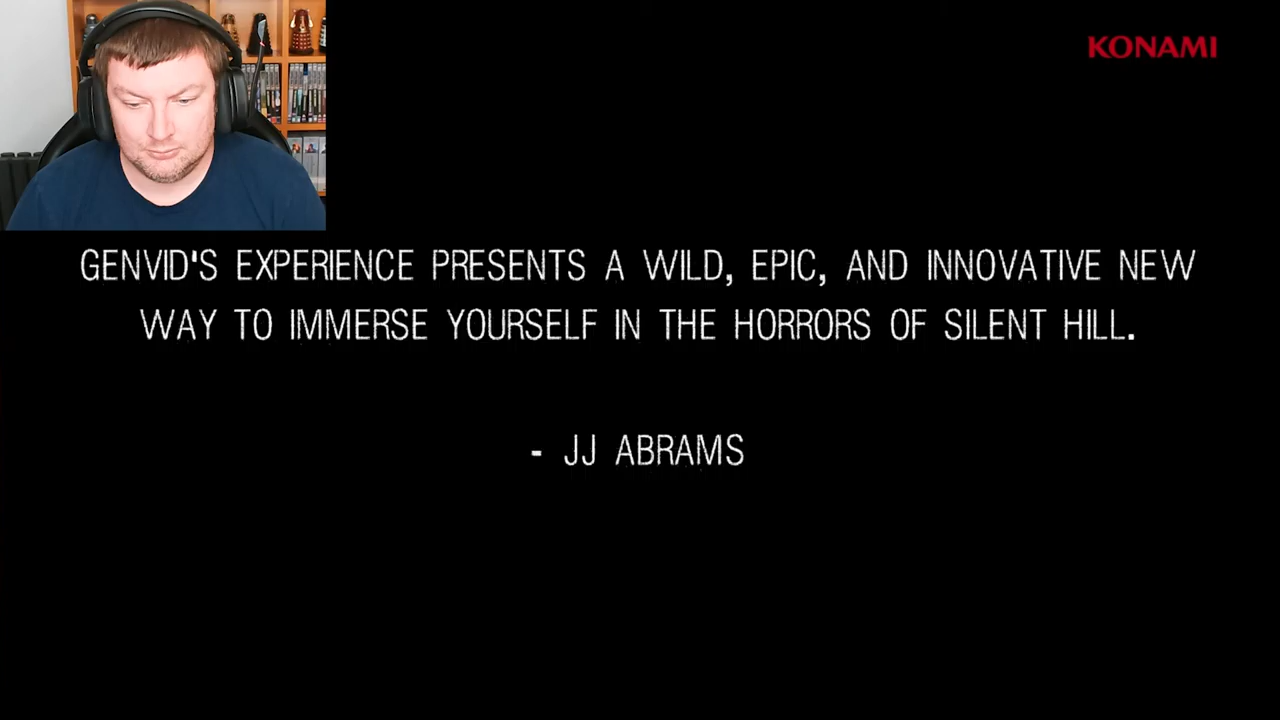 KONAMI
GENVID'S EXPERIENCE PRESENTS A WILD, EPIC, AND INNOVATIVE NEW
WAY TO IMMERSE YOURSELF IN THE HORRORS OF SILENT HILL.
- JJ ABRAMS